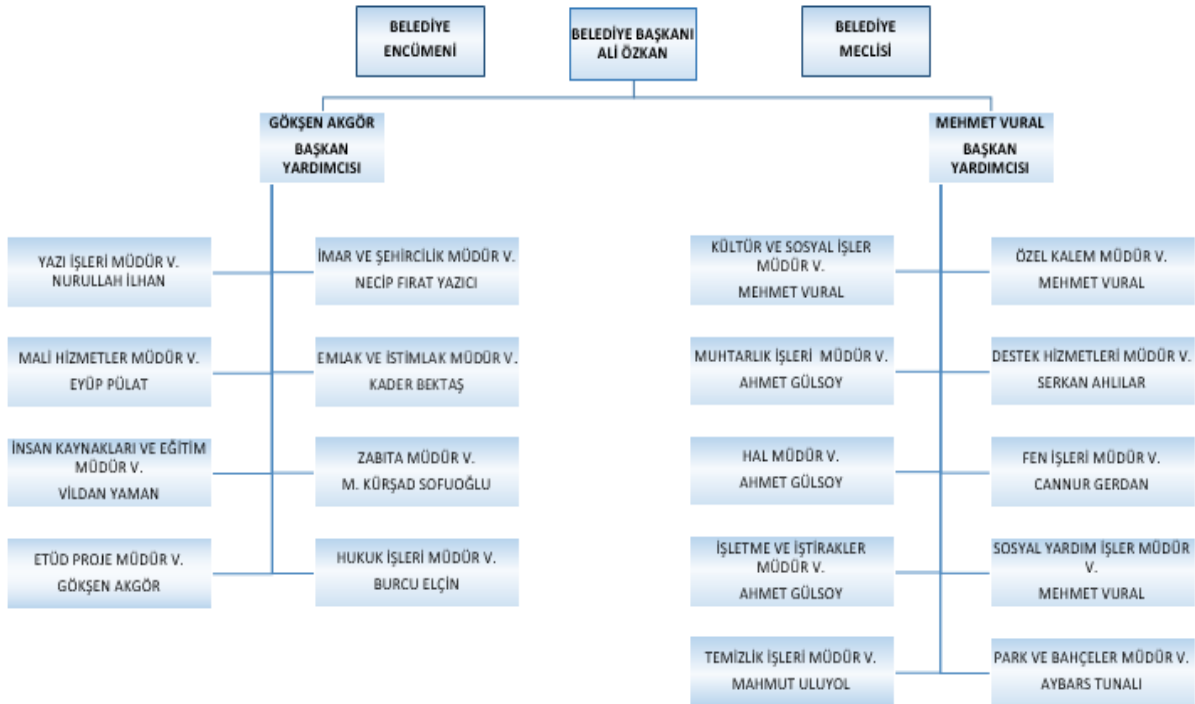 BELEDİYE
ENCÜMENİ
BELEDİYE BAŞKANI
ALİ ÖZKAN
BELEDİYE
MECLİSİ
GÖKŞEN AKGÖR
BAŞKAN
YARDIMCISI
MEHMET VURAL
BAŞKAN
YARDIMCISI
YAZI İŞLERİ MÜDÜR V.
NURULLAH İLHAN
İMAR VE ŞEHİRCİLİK MÜDÜR V.
NECİP FIRAT YAZICI
MALİ HİZMETLER MÜDÜR V.
EYÜP PÜLAT
EMLAK VE İSTİMLAK MÜDÜR V.
KADER BEKTAŞ
İNSAN KAYNAKLARI VE EĞİTİM
MÜDÜR V.
VİLDAN YAMAN
ZABITA MÜDÜR V.
M. KÜRŞAD SOFUOĞLU
ETÜD PROJE MÜDÜR V.
GÖKŞEN AKGÖR
HUKUK İŞLERİ MÜDÜR V.
BURCU ELÇİN
KÜLTÜR VE SOSYAL İŞLER
MÜDÜR V.
MEHMET VURAL
ÖZEL KALEM MÜDÜR V.
MEHMET VURAL
MUHTARLIK İŞLERİ MÜDÜR V.
AHMET GÜLSOY
DESTEK HİZMETLERİ MÜDÜR V.
SERKAN AHLILAR
HAL MÜDÜR V.
AHMET GÜLSOY
FEN İŞLERİ MÜDÜR V.
CANNUR GERDAN
İŞLETME VE İŞTİRAKLER
MÜDÜR V.
AHMET GÜLSOY
SOSYAL YARDIM İŞLER MÜDÜR
V.
MEHMET VURAL
TEMİZLİK İŞLERİ MÜDÜR V.
MAHMUT ULUYOL
PARK VE BAHÇELER MÜDÜR V.
AYBARS TUNALI